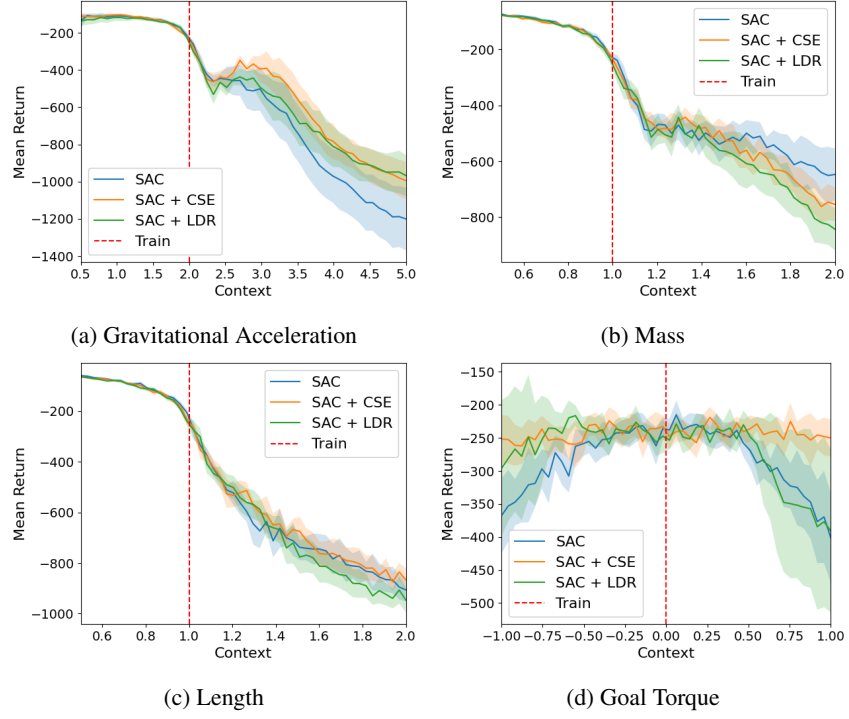 −200
−400
−600
−800
−1000
−1200
−1400
Mean Return
SAC
SAC + CSE
SAC + LDR
Train
0.5 1.0 1.5 2.0 2.5 3.0 3.5 4.0 4.5 5.0
Context
(a) Gravitational Acceleration
−200
−400
−600
−800
Mean Return
SAC
SAC + CSE
SAC + LDR
Train
0.6 0.8 1.0 1.2 1.4 1.6 1.8 2.0
Context
(b) Mass
−200
−400
−600
−800
−1000
Mean Return
SAC
SAC + CSE
SAC + LDR
Train
0.6 0.8 1.0 1.2 1.4 1.6 1.8 2.0
Context
(c) Length
−150
−200
−250
−300
−350
−400
−450
−500
Mean Return
SAC
SAC + CSE
SAC + LDR
Train
−1.00 −0.75 −0.50 −0.25 0.00 0.25 0.50 0.75 1.00
Context
(d) Goal Torque